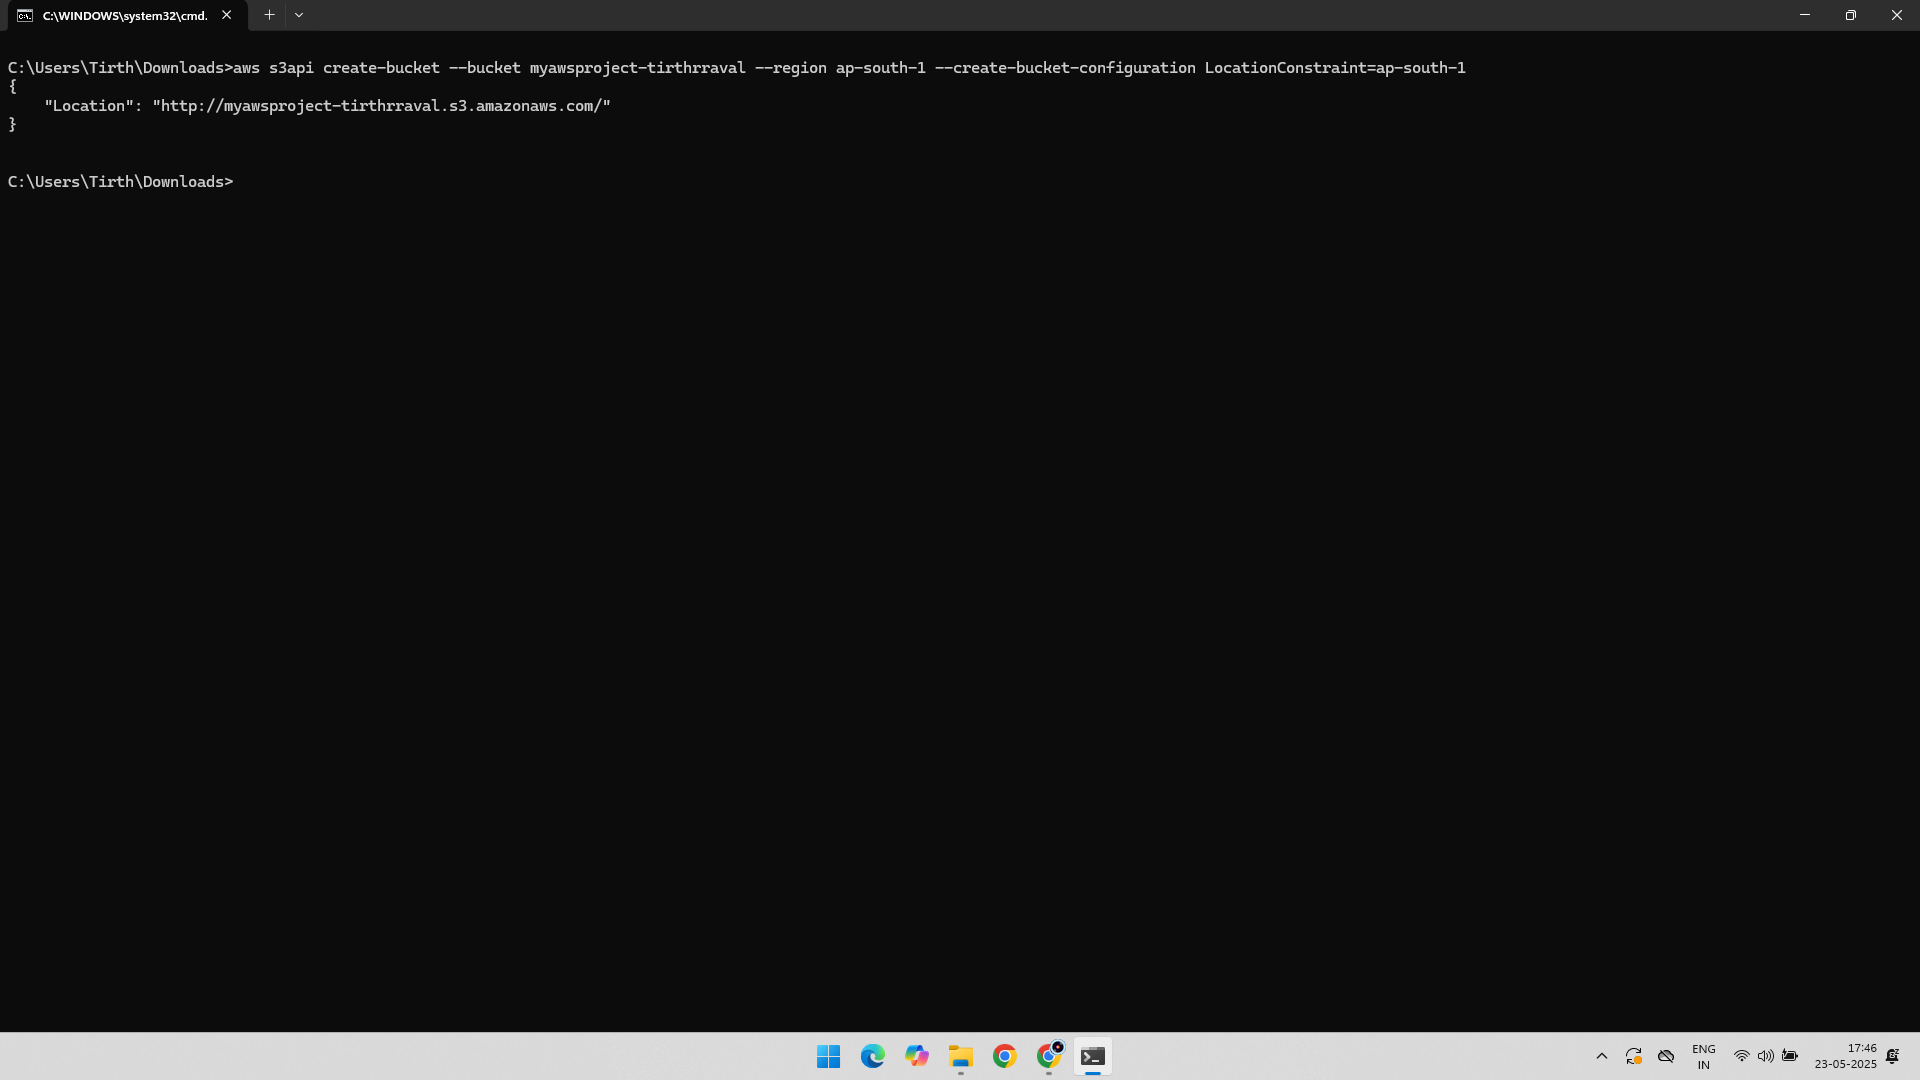 C:\WINDOWS\system32\cmd.
C:\Users\Tirth\Downloads>aws s3api create-bucket --bucket myawsproject-tirthrraval --region ap-south-1 --create-bucket-configuration LocationConstraint=ap-south-1
{
    "Location": "http://myawsproject-tirthrraval.s3.amazonaws.com/"
}
C:\Users\Tirth\Downloads>
ENG
IN
17:46
23-05-2025